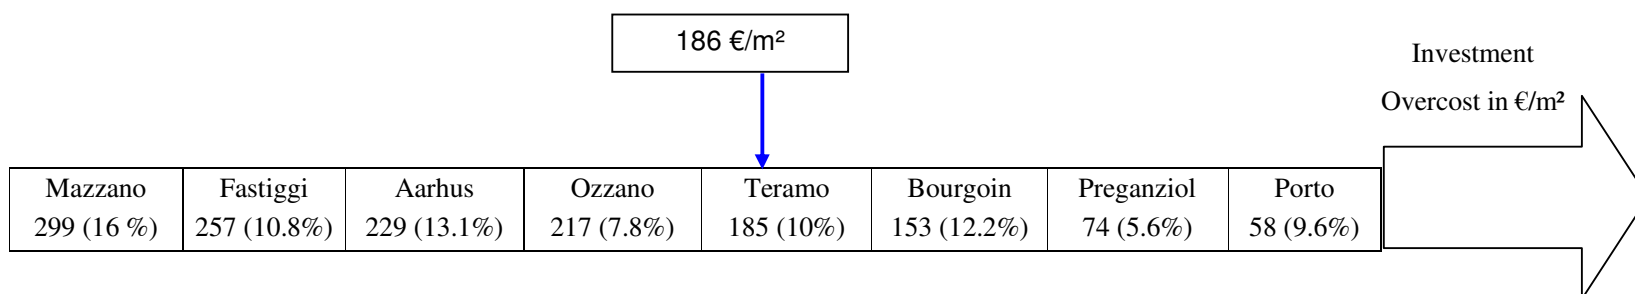 186 €/m²
Investment
Overcost in €/m²
Mazzano
299 (16 %)
Fastiggi
257 (10.8%)
Aarhus
229 (13.1%)
Ozzano
217 (7.8%)
Teramo
185 (10%)
Bourgoin
153 (12.2%)
Preganziol
74 (5.6%)
Porto
58 (9.6%)